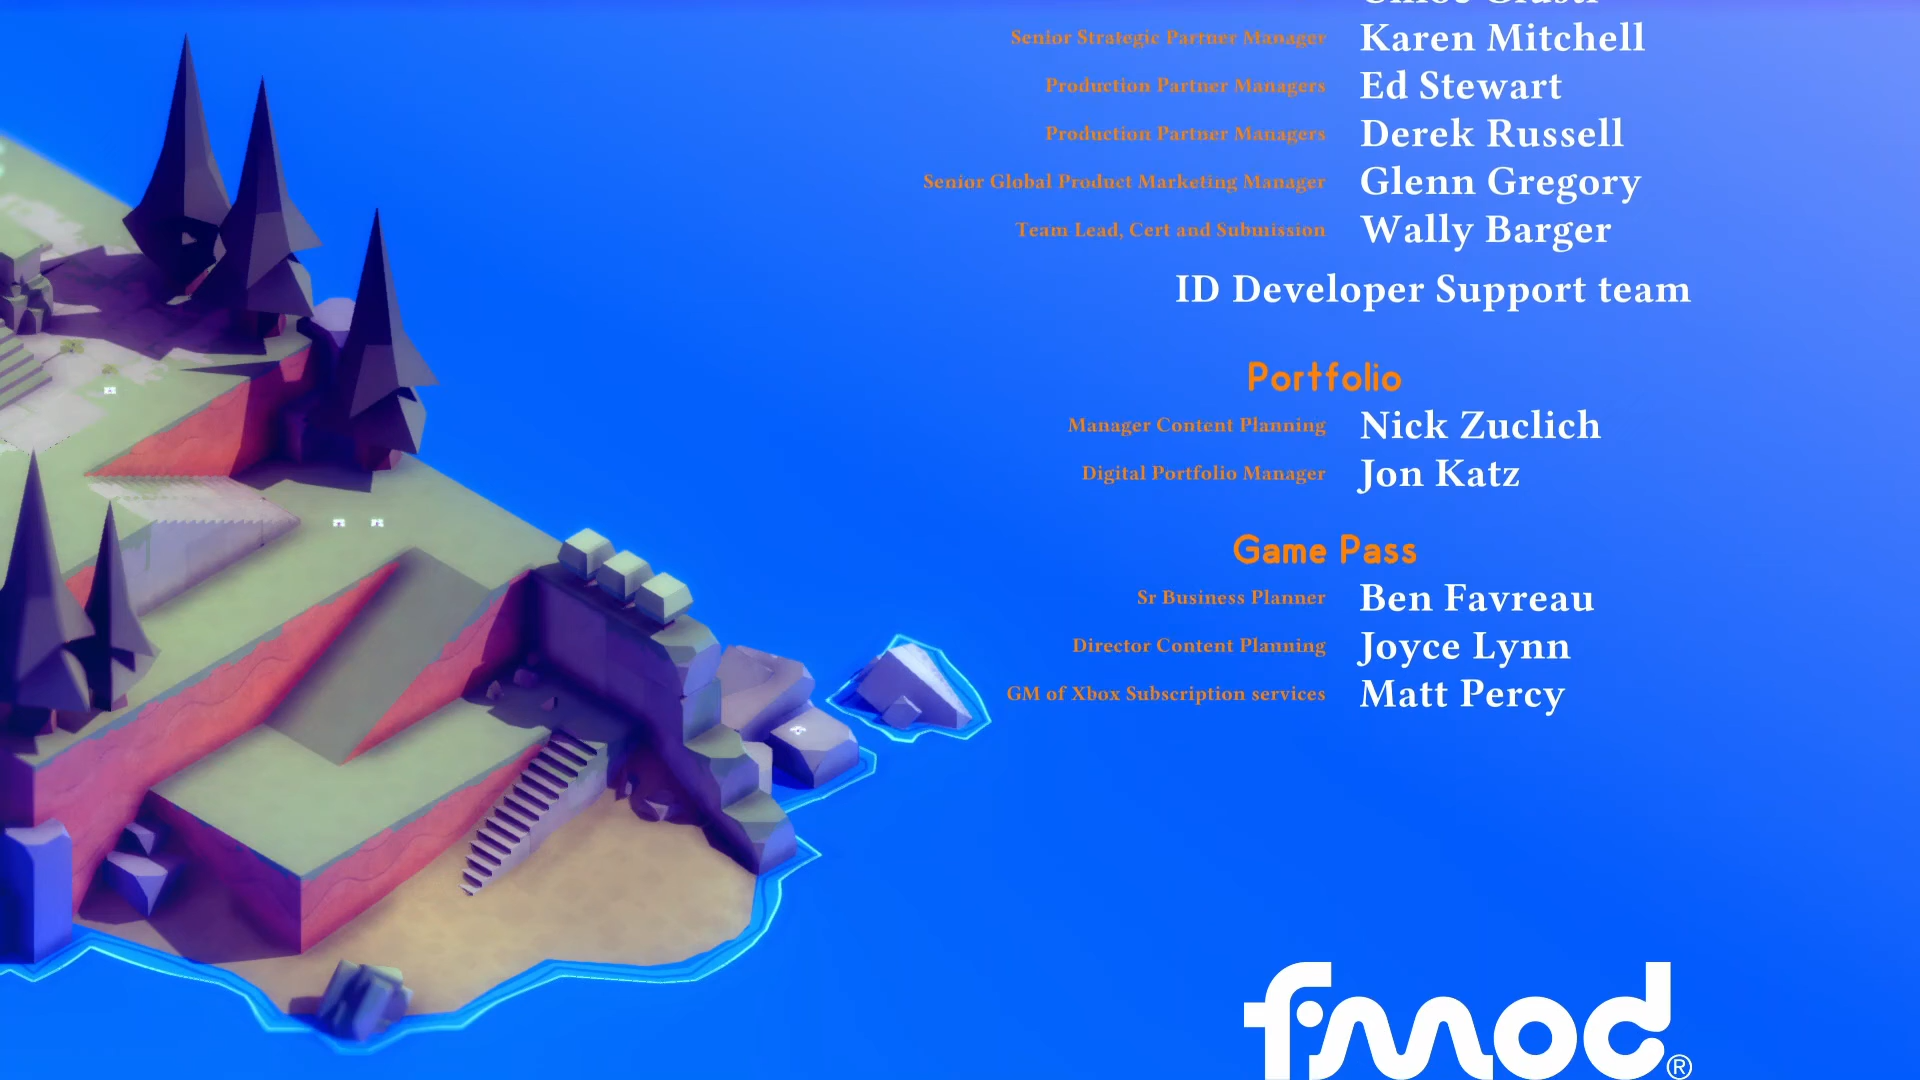 Senior Strategic Partner Manager Karen Mitchell
Production Partner Managers Ed Stewart
Production Partner Managers Derek Russell
Senior Global Product Marketing Manager Glenn Gregory
Team Lead, Cert and Submission Wally Barger
ID Developer Support team
Portfolio
Manager Content Planning Nick Zuclich
Digital Portfolio Manager Jon Katz
Game Pass
Sr Business Planner Ben Favreau
Director Content Planning Joyce Lynn
GM of Xbox Subscription services Matt Percy
fmod®